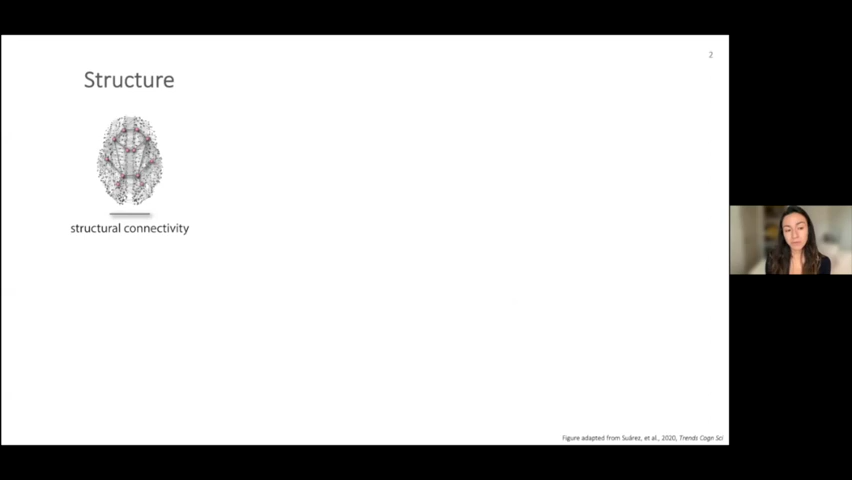 2
Structure
structural connectivity
Figure adapted from Suárez, et al., 2020, Trends Cogn Sci